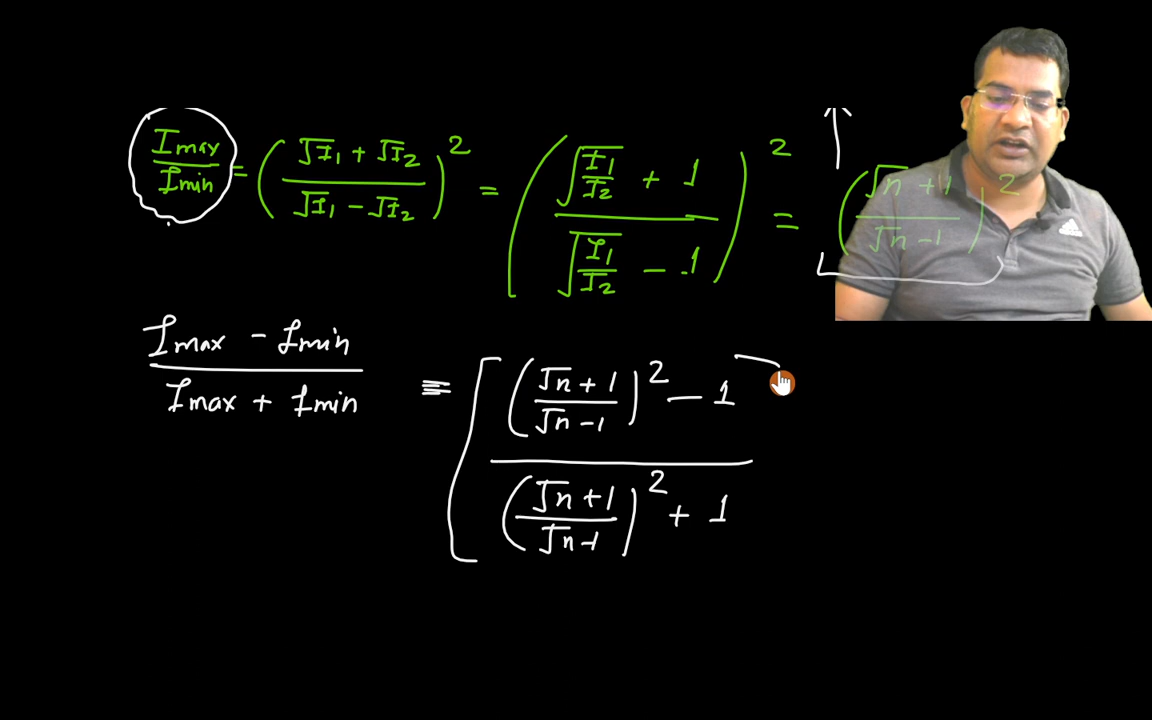 Imax/Imin = ((√I₁ + √I₂)/(√I₁ − √I₂))² = ((√(I₁/I₂) + 1)/(√(I₁/I₂) − 1))² = ((√n + 1)/(√n − 1))²
(Imax − Imin)/(Imax + Imin) = [(((√n + 1)/(√n − 1))² − 1)/(((√n + 1)/(√n − 1))² + 1)